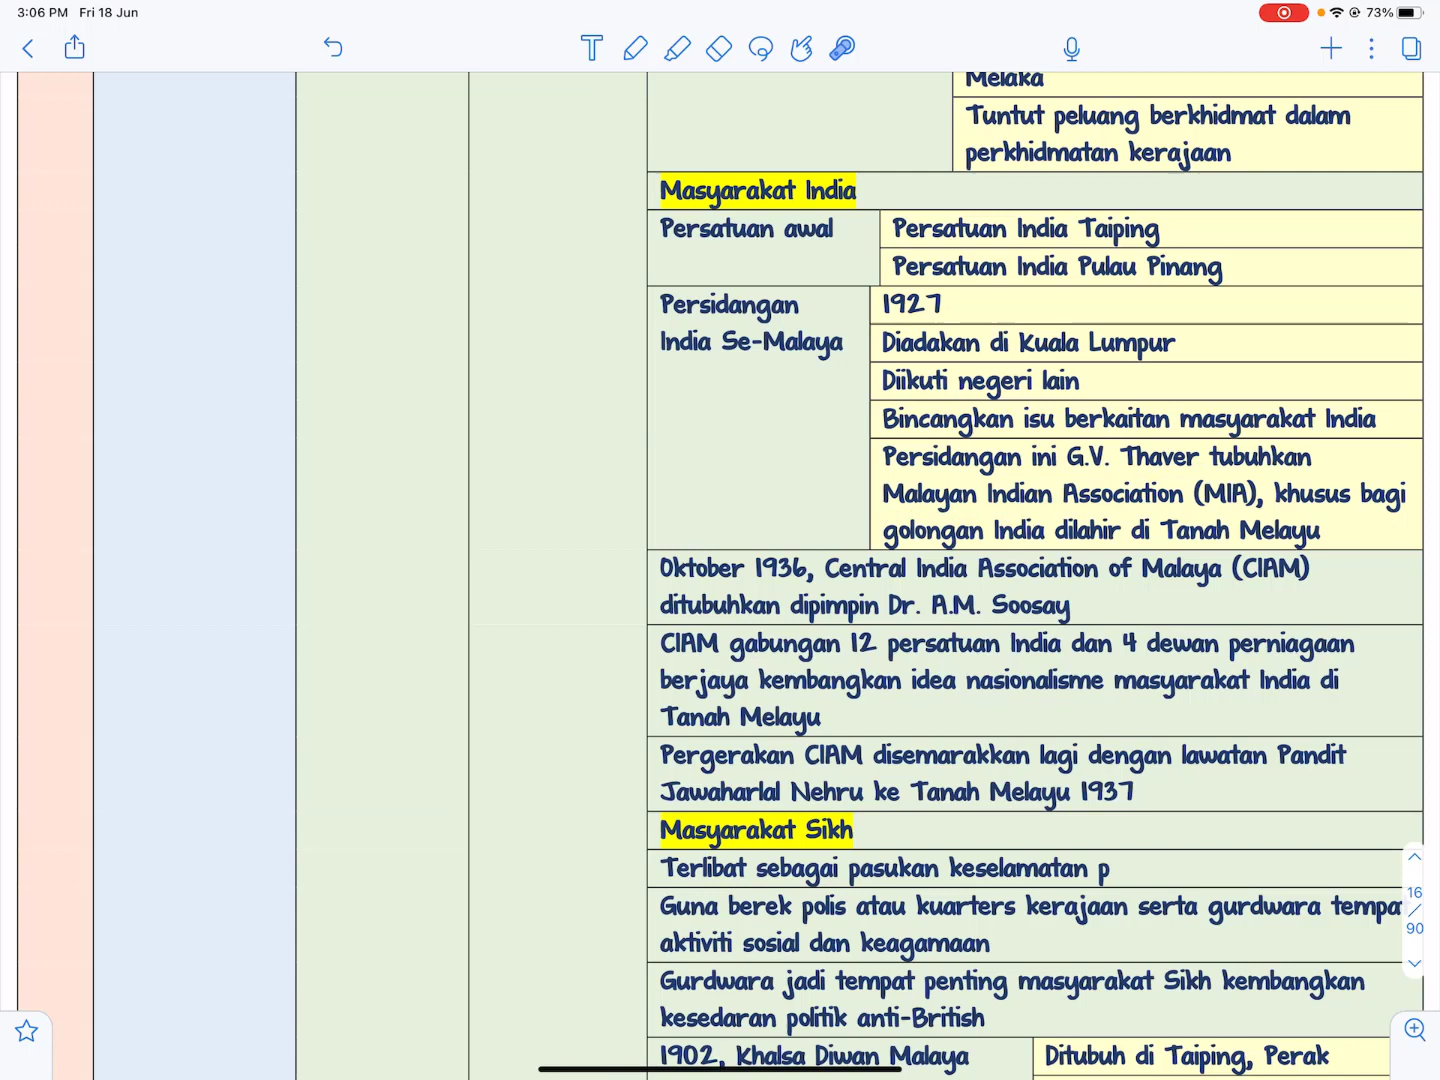 3:06 PM Fri 18 Jun
73%
Melaka
Tuntut peluang berkhidmat dalam
perkhidmatan kerajaan
Masyarakat India
Persatuan awal
Persatuan India Taiping
Persatuan India Pulau Pinang
Persidangan
India Se-Malaya
1927
Diadakan di Kuala Lumpur
Diikuti negeri lain
Bincangkan isu berkaitan masyarakat India
Persidangan ini G.V. Thaver tubuhkan
Malayan Indian Association (MIA), khusus bagi
golongan India dilahir di Tanah Melayu
Oktober 1936, Central India Association of Malaya (CIAM)
ditubuhkan dipimpin Dr. A.M. Soosay
CIAM gabungan 12 persatuan India dan 4 dewan perniagaan
berjaya kembangkan idea nasionalisme masyarakat India di
Tanah Melayu
Pergerakan CIAM disemarakkan lagi dengan lawatan Pandit
Jawaharlal Nehru ke Tanah Melayu 1937
Masyarakat Sikh
Terlibat sebagai pasukan keselamatan p
Guna berek polis atau kuarters kerajaan serta gurdwara tempa
aktiviti sosial dan keagamaan
Gurdwara jadi tempat penting masyarakat Sikh kembangkan
kesedaran politik anti-British
1902, Khalsa Diwan Malaya
Ditubuh di Taiping, Perak
16
/
90